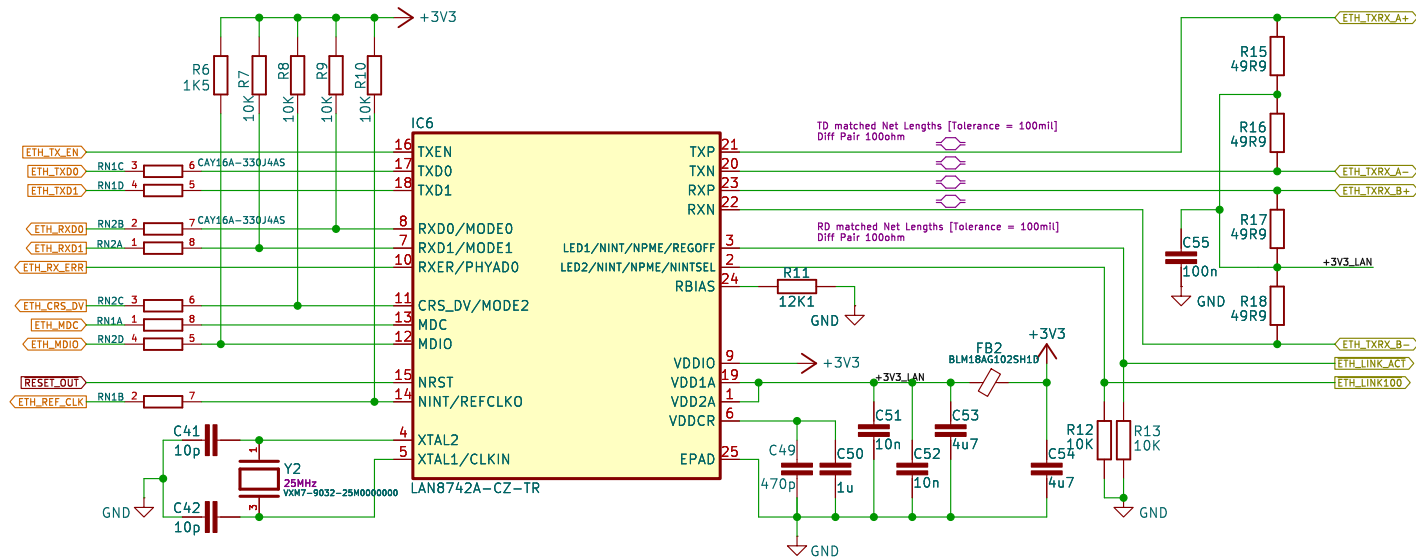 +3V3
R6
1K5
R7
10K
R8
10K
R9
10K
R10
10K
IC6
ETH_TX_EN
16
TXEN
ETH_TXD0
RN1C
3
6
CAY16A-330J4AS
17
TXD0
ETH_TXD1
RN1D
4
5
18
TXD1
ETH_RXD0
RN2B
2
7
CAY16A-330J4AS
8
RXD0/MODE0
ETH_RXD1
RN2A
1
8
7
RXD1/MODE1
ETH_RX_ERR
10
RXER/PHYAD0
ETH_CRS_DV
RN2C
3
6
11
CRS_DV/MODE2
ETH_MDC
RN1A
1
8
13
MDC
ETH_MDIO
RN2D
4
5
12
MDIO
RESET_OUT
15
NRST
ETH_REF_CLK
RN1B
2
7
14
NINT/REFCLKO
4
XTAL2
5
XTAL1/CLKIN
C41
10p
1
Y2
25MHz
VXM7-9032-25M0000000
3
C42
10p
GND
LAN8742A-CZ-TR
TXP
21
TXN
20
RXP
23
RXN
22
LED1/NINT/NPME/REGOFF
3
LED2/NINT/NPME/NINTSEL
2
RBIAS
24
VDDIO
9
VDD1A
19
VDD2A
1
VDDCR
6
EPAD
25
TD matched Net Lengths [Tolerance = 100mil]
Diff Pair 100ohm
RD matched Net Lengths [Tolerance = 100mil]
Diff Pair 100ohm
R11
12K1
GND
+3V3
+3V3_LAN
FB2
BLM18AG102SH1D
+3V3
C49
470p
C50
1u
C51
10n
C52
10n
C53
4u7
C54
4u7
GND
R12
10K
R13
10K
GND
C55
100n
GND
+3V3_LAN
R15
49R9
R16
49R9
R17
49R9
R18
49R9
ETH_TXRX_A+
ETH_TXRX_A-
ETH_TXRX_B+
ETH_TXRX_B-
ETH_LINK_ACT
ETH_LINK100